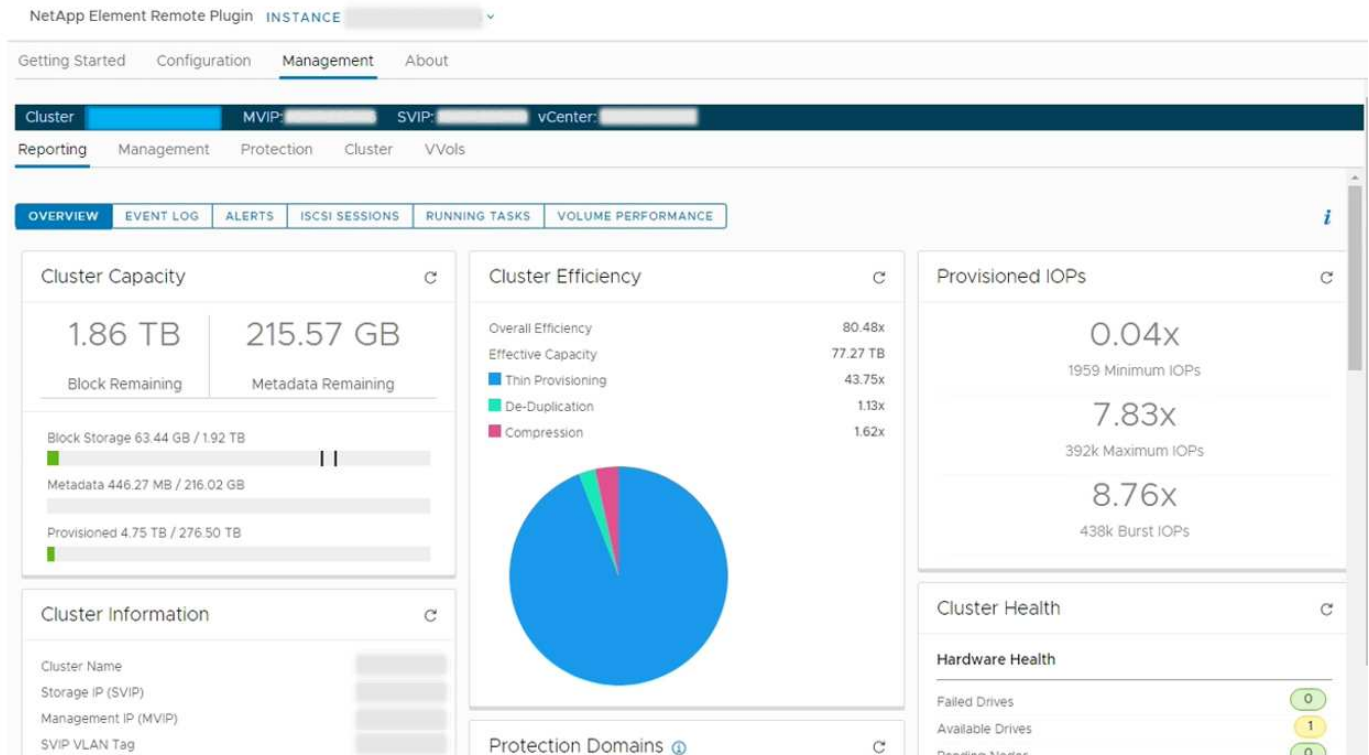 NetApp Element Remote Plugin INSTANCE
Getting Started Configuration Management About
Cluster MVIP: SVIP: vCenter:
Reporting Management Protection Cluster VVols
OVERVIEW EVENT LOG ALERTS ISCSI SESSIONS RUNNING TASKS VOLUME PERFORMANCE i
Cluster Capacity
1.86 TB 215.57 GB
Block Remaining Metadata Remaining
Block Storage 63.44 GB / 1.92 TB
Metadata 446.27 MB / 216.02 GB
Provisioned 4.75 TB / 276.50 TB
Cluster Information
Cluster Name
Storage IP (SVIP)
Management IP (MVIP)
SVIP VLAN Tag
Cluster Efficiency
Overall Efficiency 80.48x
Effective Capacity 77.27 TB
Thin Provisioning 43.75x
De-Duplication 1.13x
Compression 1.62x
Protection Domains
Provisioned IOPs
0.04x
1959 Minimum IOPs
7.83x
392k Maximum IOPs
8.76x
438k Burst IOPs
Cluster Health
Hardware Health
Failed Drives 0
Available Drives 1
Pending Nodes 0